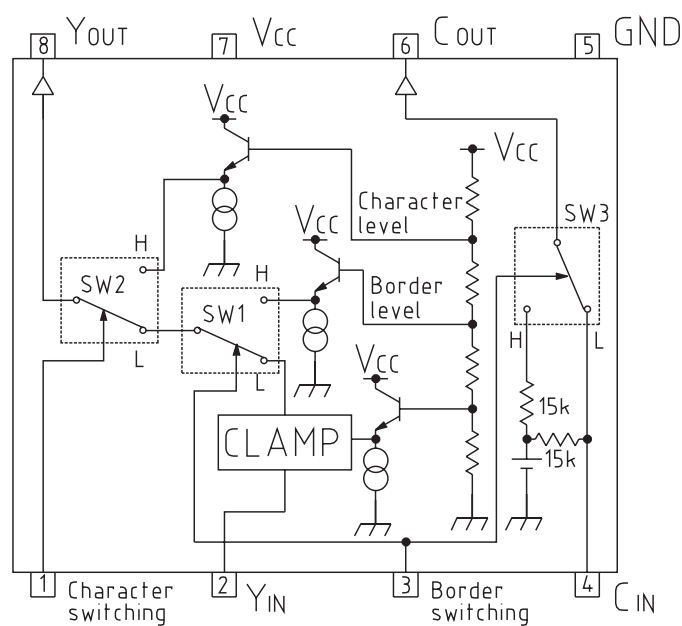 8 YOUT 7 VCC 6 COUT 5 GND
VCC
VCC
Character
level
SW3
VCC
H
SW2
H
Border
level
SW1
H L
L
L
VCC
15k
CLAMP
15k
1 Character
switching
2 YIN
3 Border
switching
4 CIN